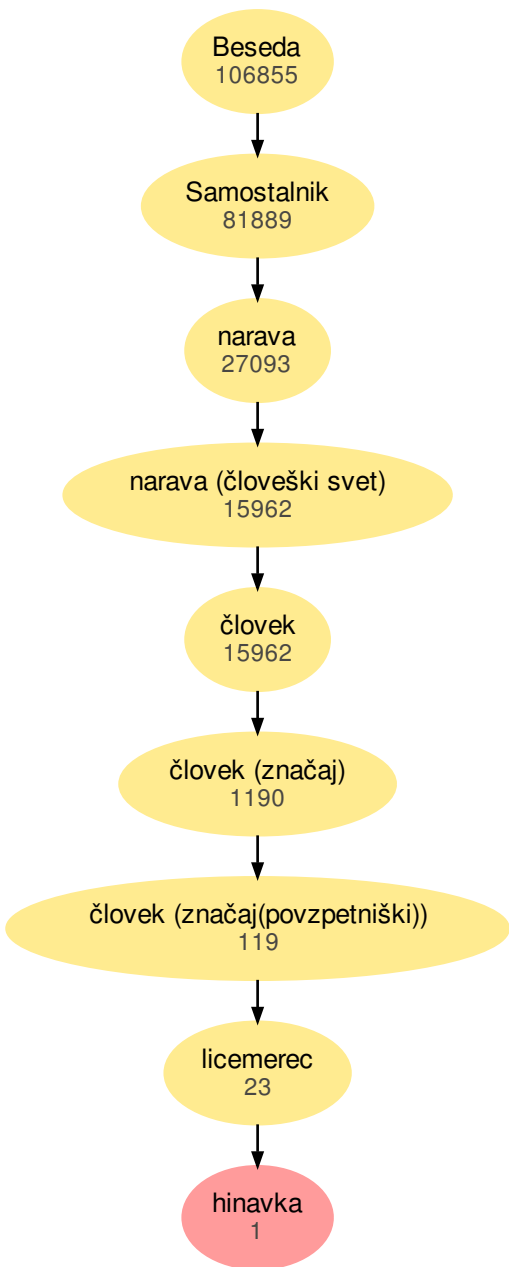 Beseda
106855
Samostalnik
81889
narava
27093
narava (človeški svet)
15962
človek
15962
človek (značaj)
1190
človek (značaj(povzpetniški))
119
licemerec
23
hinavka
1